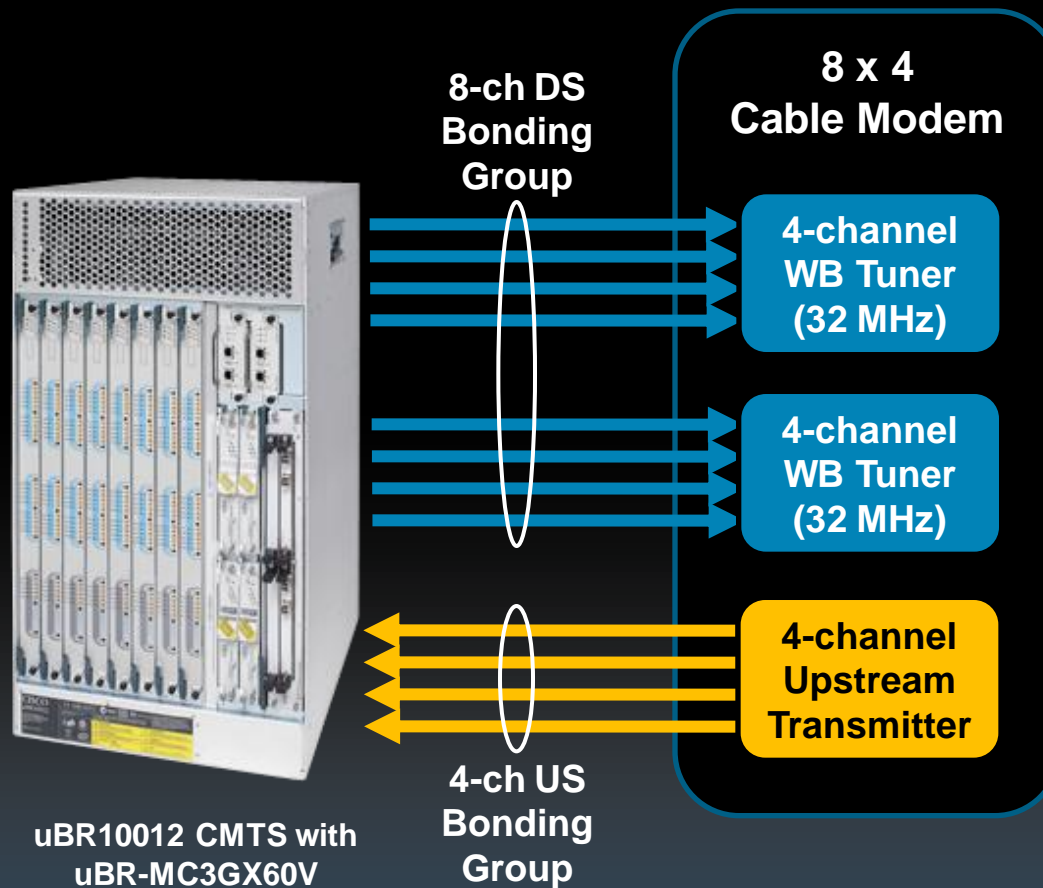 8-ch DS
Bonding
Group
8 x 4
Cable Modem
4-channel
WB Tuner
(32 MHz)
4-channel
WB Tuner
(32 MHz)
4-channel
Upstream
Transmitter
4-ch US
Bonding
Group
uBR10012 CMTS with
uBR-MC3GX60V
CISCO